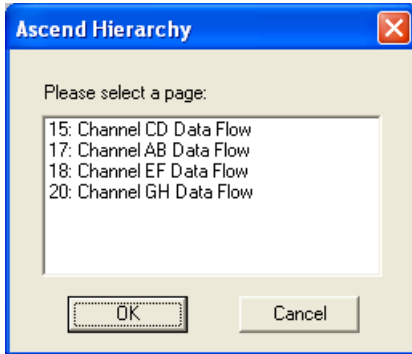 Ascend Hierarchy
Please select a page:
15: Channel CD Data Flow
17: Channel AB Data Flow
18: Channel EF Data Flow
20: Channel GH Data Flow
OK Cancel